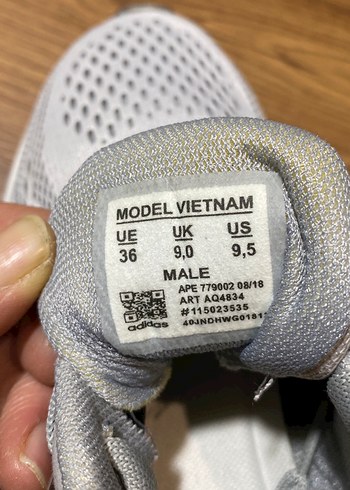 MODEL VIETNAM
UE UK US
36 9,0 9,5
MALE
APE 779002 08/18
ART AQ4834
#115023535
adidas 40JNDHWG0181